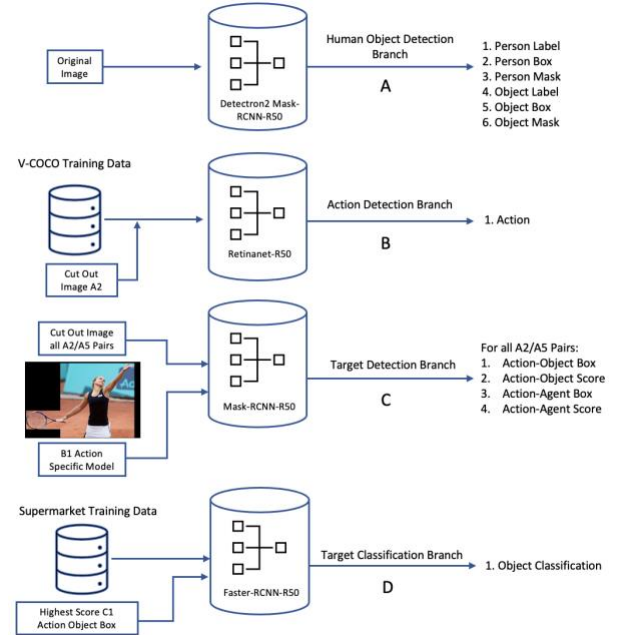 Original
Image
Detectron2 Mask-
RCNN-R50
Human Object Detection
Branch
A
1. Person Label
2. Person Box
3. Person Mask
4. Object Label
5. Object Box
6. Object Mask
V-COCO Training Data
Cut Out
Image A2
Retinanet-R50
Action Detection Branch
B
1. Action
Cut Out Image
all A2/A5 Pairs
B1 Action
Specific Model
Mask-RCNN-R50
Target Detection Branch
C
For all A2/A5 Pairs:
1. Action-Object Box
2. Action-Object Score
3. Action-Agent Box
4. Action-Agent Score
Supermarket Training Data
Highest Score C1
Action Object Box
Faster-RCNN-R50
Target Classification Branch
D
1. Object Classification